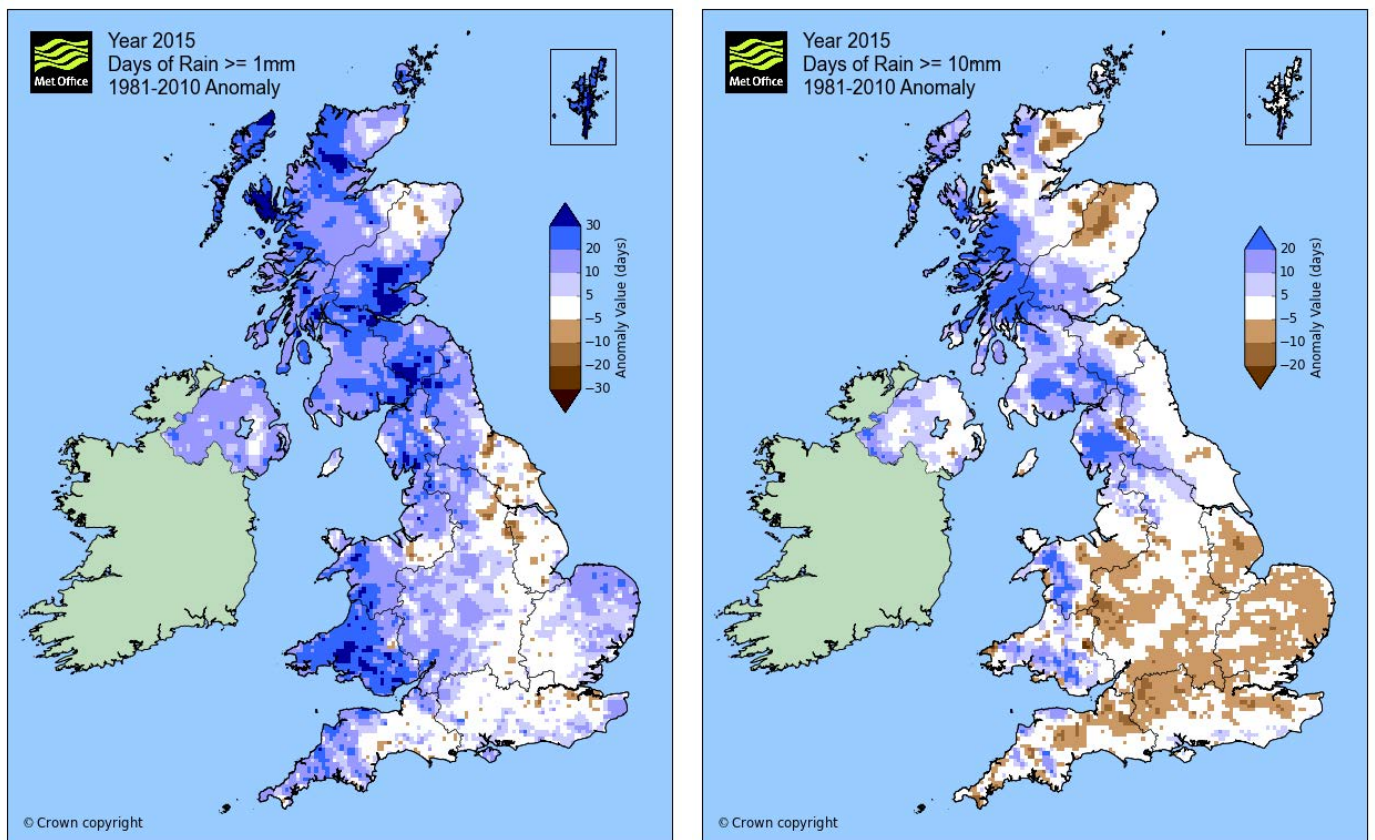 Met Office
Year 2015
Days of Rain >= 1mm
1981-2010 Anomaly
30
20
10
5
−5
−10
−20
−30
Anomaly Value (days)
© Crown copyright
Met Office
Year 2015
Days of Rain >= 10mm
1981-2010 Anomaly
20
10
5
−5
−10
−20
Anomaly Value (days)
© Crown copyright